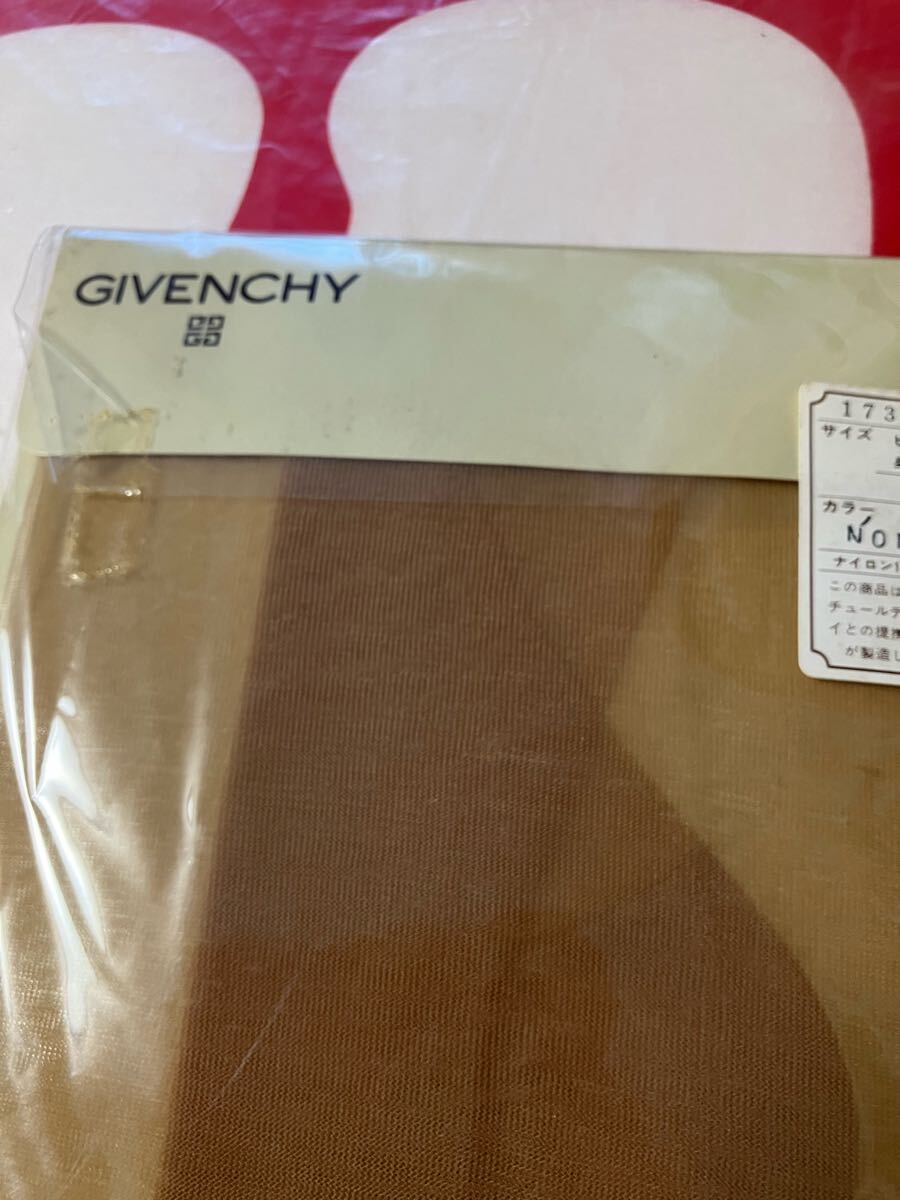 GIVENCHY
173
サイズ
カラー
NO
ナイロン1
この商品は
チュールデ
イとの提携
が製造し